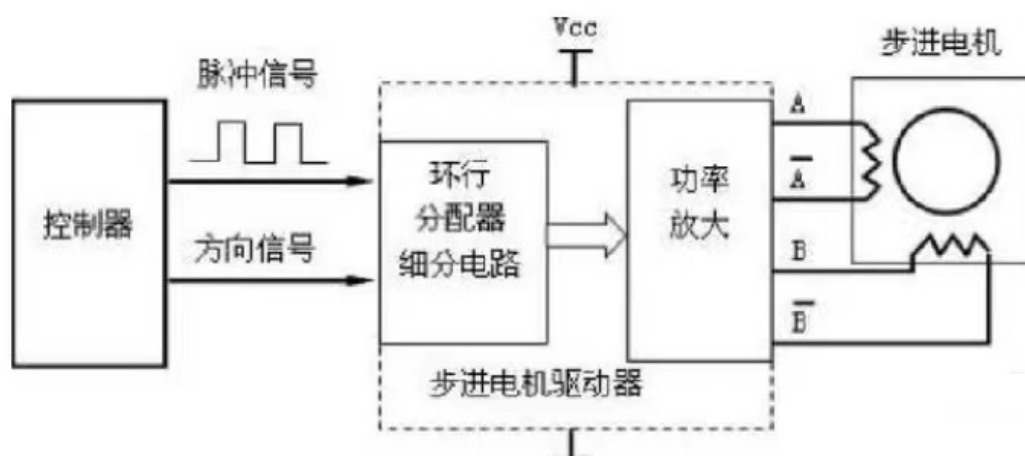 Vcc
步进电机
脉冲信号
A
A̅
环行
分配器
细分电路
功率
放大
控制器
方向信号
B
B̅
步进电机驱动器